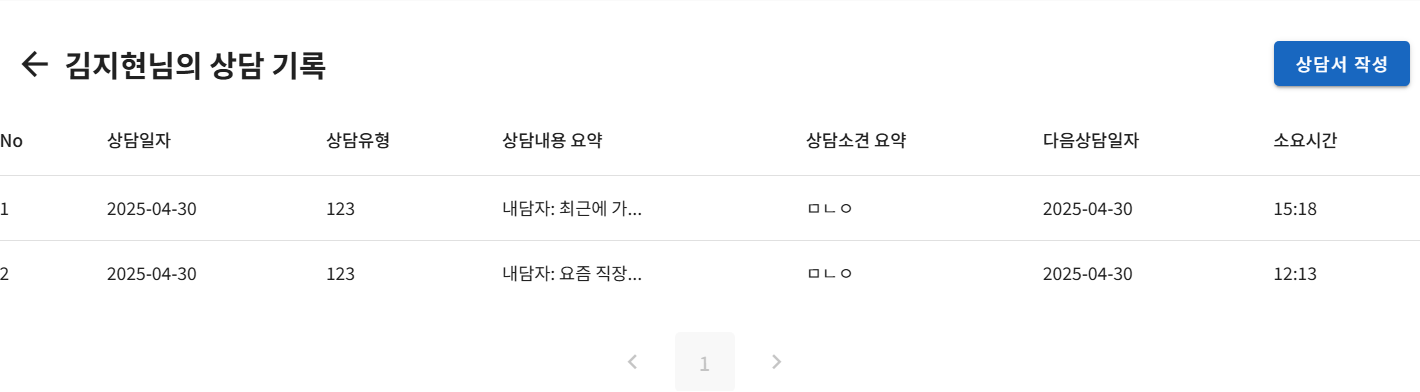 김지현님의 상담 기록 상담서 작성
No 상담일자 상담유형 상담내용 요약 상담소견 요약 다음상담일자 소요시간
1 2025-04-30 123 내담자: 최근에 가... ㅁㄴㅇ 2025-04-30 15:18
2 2025-04-30 123 내담자: 요즘 직장... ㅁㄴㅇ 2025-04-30 12:13
1